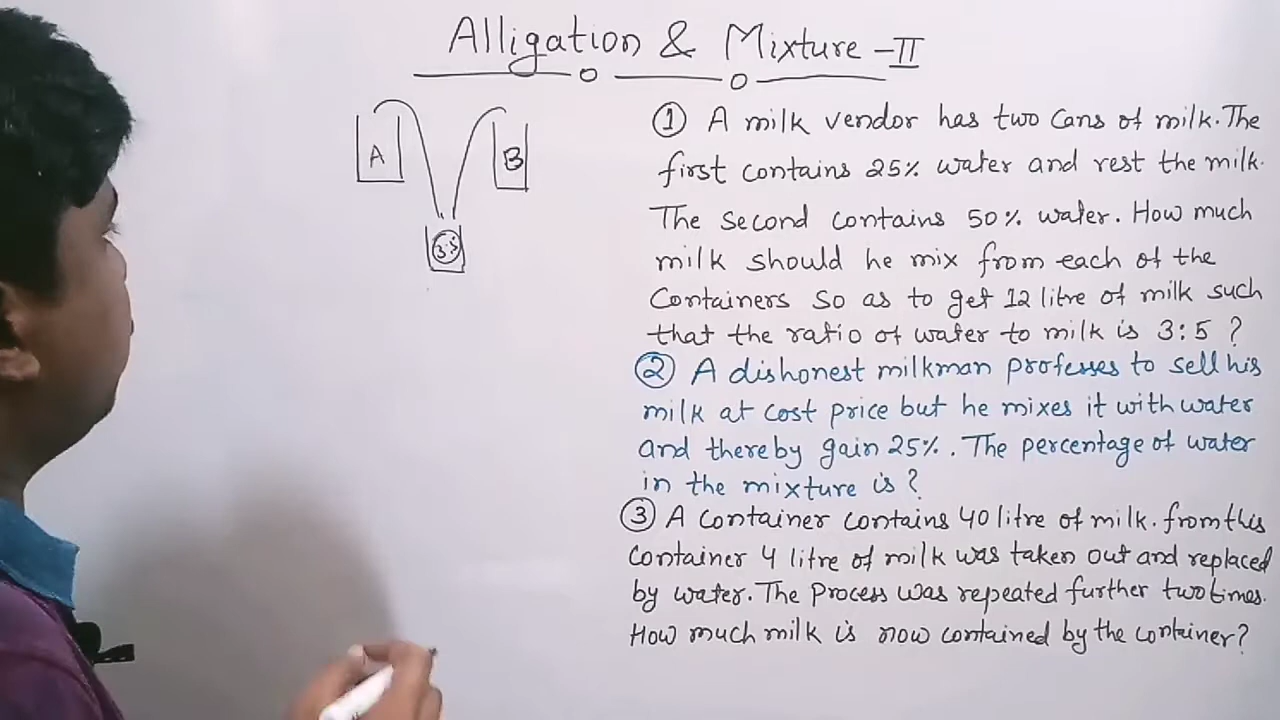 Alligation & Mixture -II
A
B
3:5
① A milk vendor has two Cans of milk. The
first contains 25% water and rest the milk.
The second contains 50% water. How much
milk should he mix from each of the
Containers so as to get 12 litre of milk such
that the ratio of water to milk is 3:5 ?
② A dishonest milkman professes to sell his
milk at cost price but he mixes it with water
and thereby gain 25%. The percentage of water
in the mixture is ?
③ A container contains 40 litre of milk. from this
container 4 litre of milk was taken out and replaced
by water. The Process was repeated further two times.
How much milk is now contained by the container?